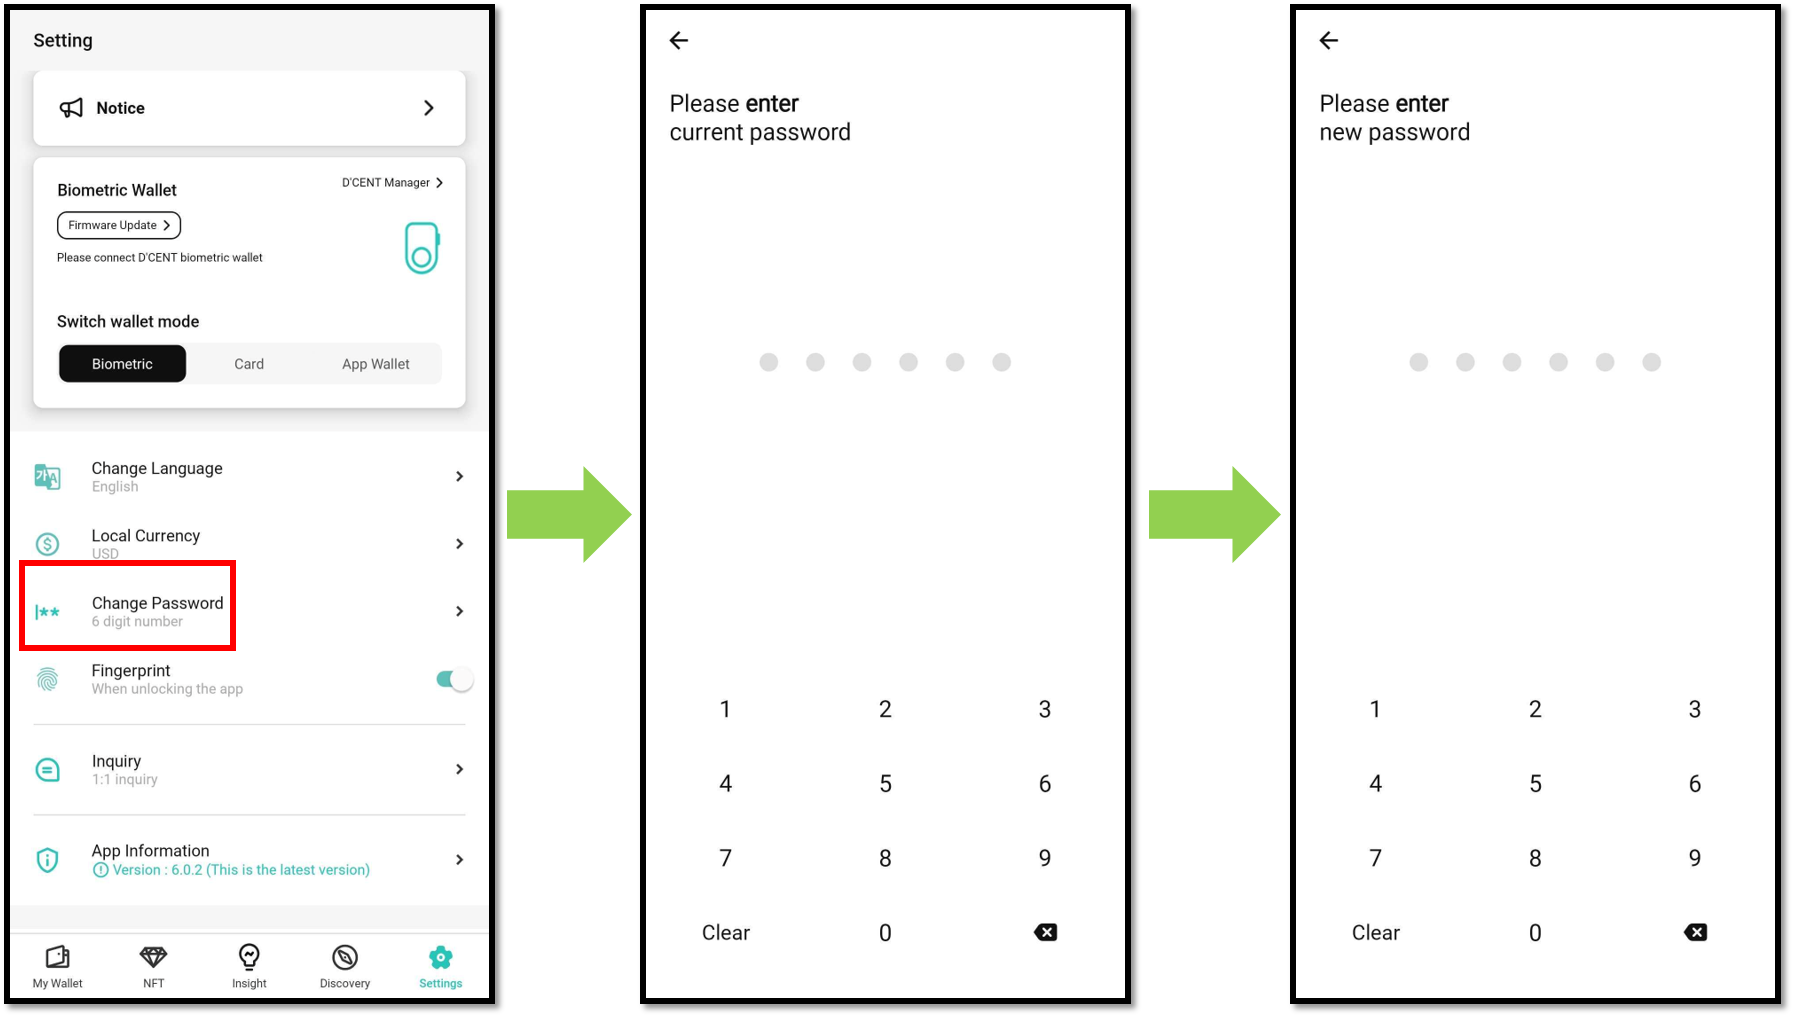 Setting
Notice
Biometric Wallet
D'CENT Manager
Firmware Update
Please connect D'CENT biometric wallet
Switch wallet mode
Biometric Card App Wallet
Change Language
English
Local Currency
USD
|** Change Password
6 digit number
Fingerprint
When unlocking the app
Inquiry
1:1 inquiry
App Information
Version : 6.0.2 (This is the latest version)
My Wallet NFT Insight Discovery Settings
Please enter
current password
1 2 3
4 5 6
7 8 9
Clear 0
Please enter
new password
1 2 3
4 5 6
7 8 9
Clear 0